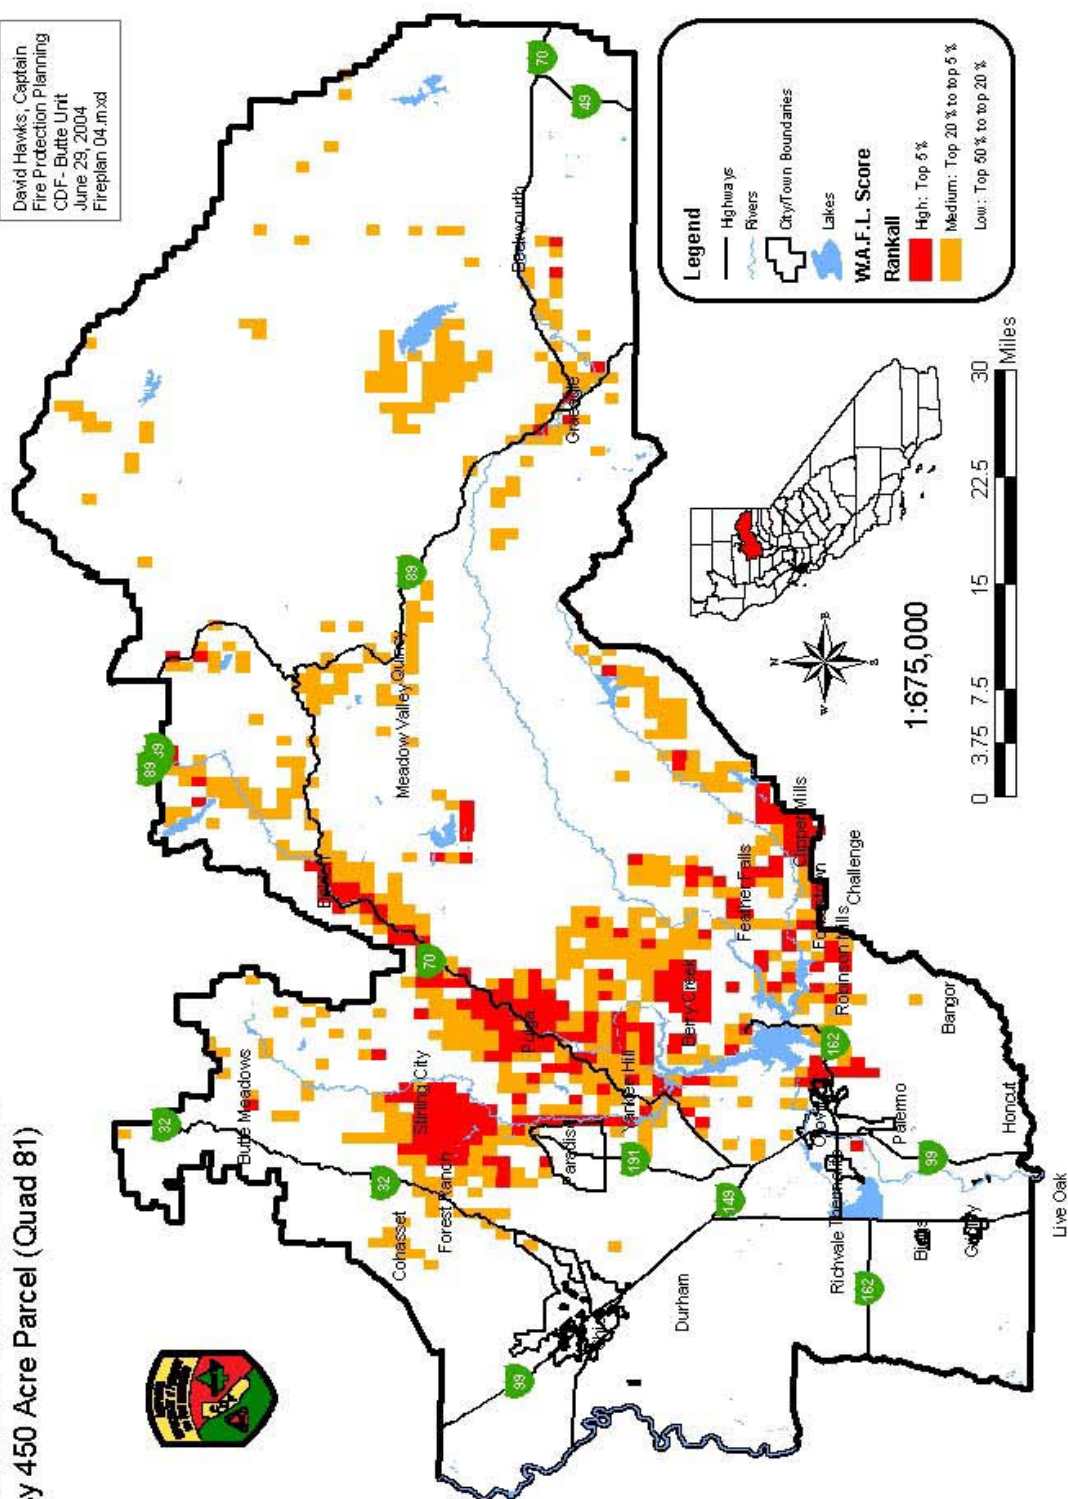 y 450 Acre Parcel (Quad 81)
David Hawks, Captain
Fire Protection Planning
CDF- Butte Unit
June 29, 2004
Fireplan 04.mxd
32
Butte Meadows
32
Cohasset
Forest Ranch
Stirling City
99
Durham
Paradise
191
149
Yankee Hill
Pulga
70
Berry Creek
Feather Falls
Richvale Thermalito
162
162
Palermo
99
Biggs
Gridley
Live Oak
Honcut
Bangor
Robinson Mills
Challenge
Clipper Mills
89
Meadow Valley
Quincy
89
Graeagle
Beckwourth
70
49
Legend
Highways
Rivers
City/Town Boundaries
Lakes
W.A.F.L. Score
Rankall
High: Top 5 %
Medium: Top 20 % to top 5 %
Low: Top 50 % to top 20 %
N
W
S
1:675,000
0 3.75 7.5 15 22.5 30
Miles